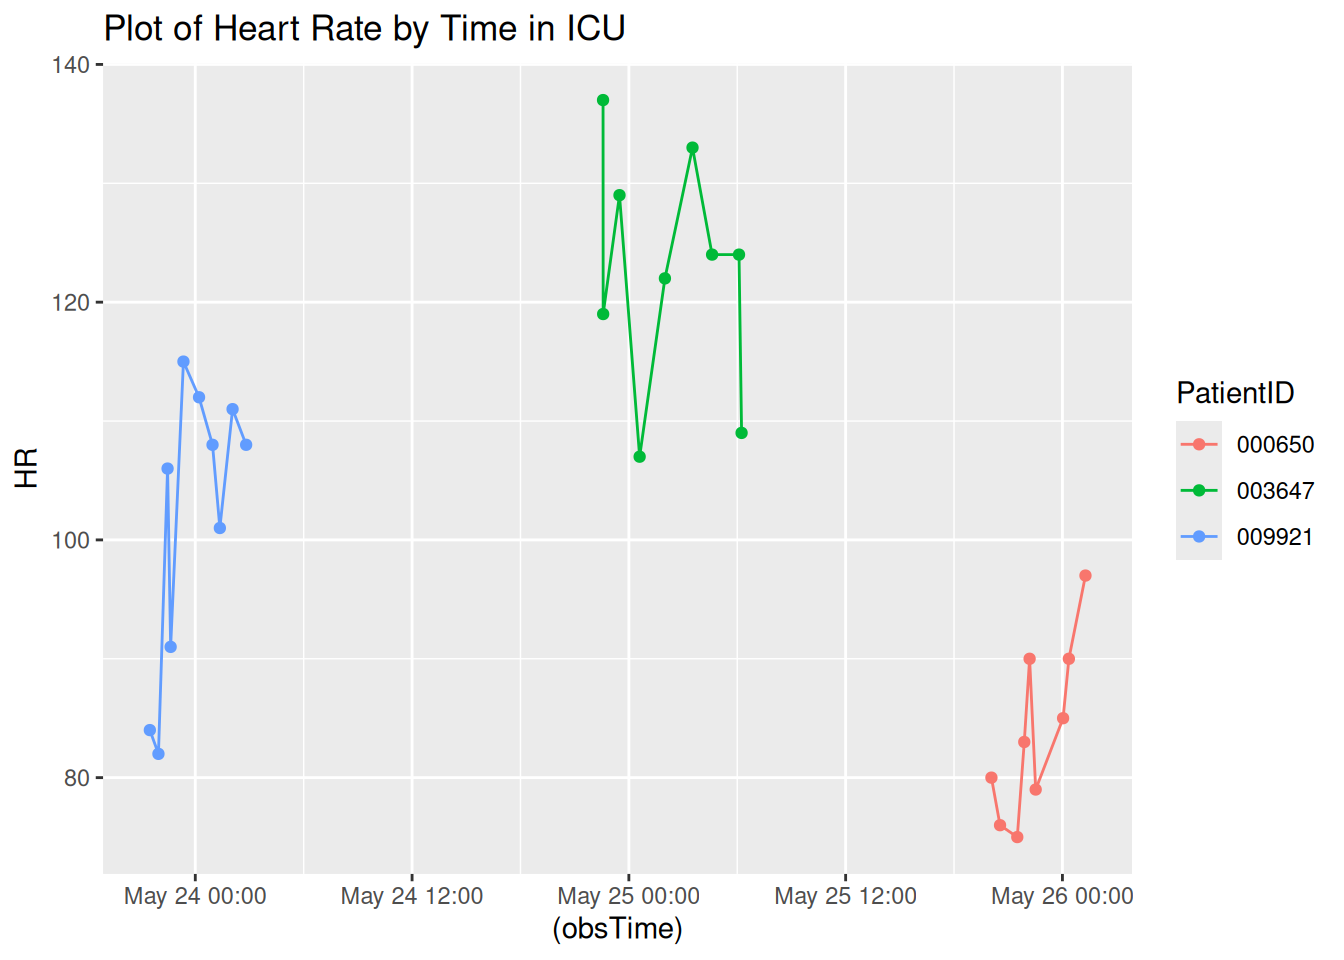 Plot of Heart Rate by Time in ICU
140
120
100
80
HR
May 24 00:00
May 24 12:00
May 25 00:00
May 25 12:00
May 26 00:00
(obsTime)
PatientID
000650
003647
009921